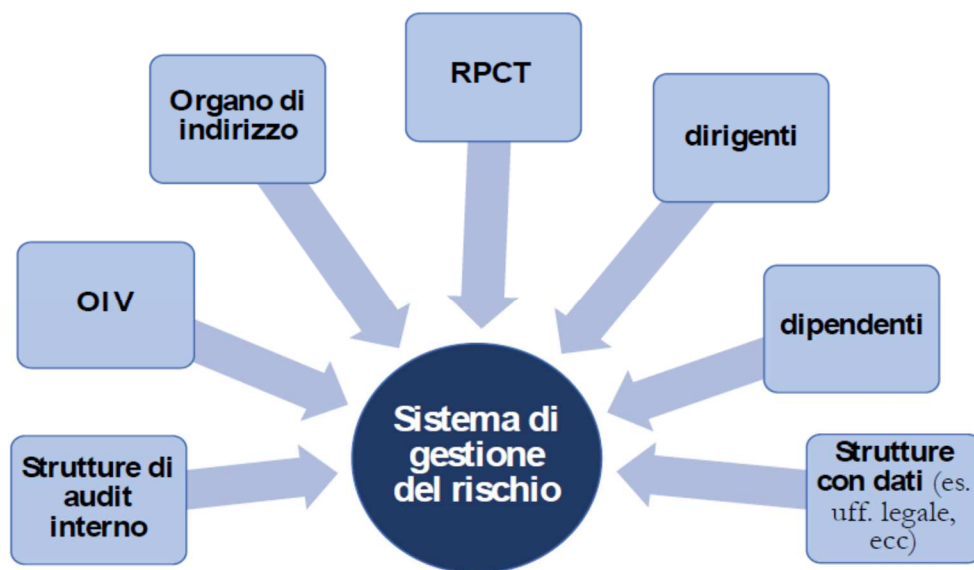 RPCT
Organo di
indirizzo
dirigenti
OIV
dipendenti
Sistema di
gestione
del rischio
Strutture di
audit
interno
Strutture
con dati (es.
uff. legale,
ecc)